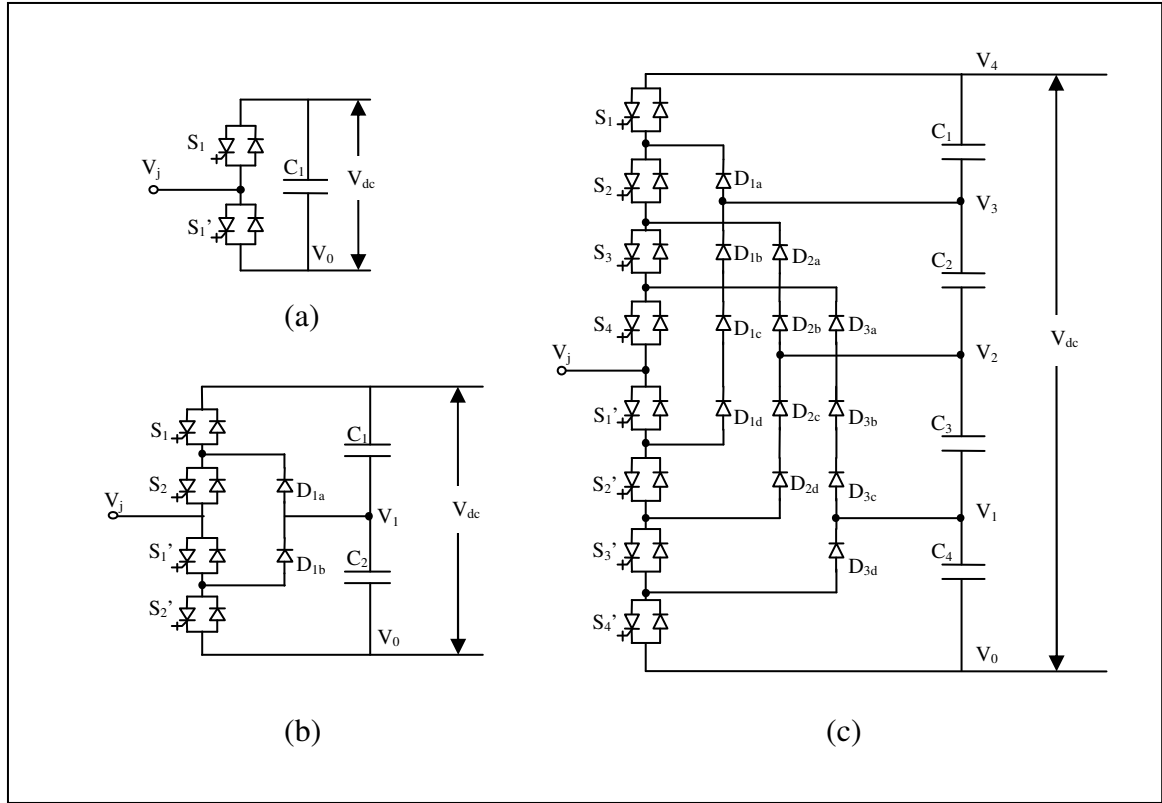 S1
Vj
S1'
C1
Vdc
V0
(a)
S1
S2
Vj
S1'
S2'
D1a
D1b
C1
V1
C2
Vdc
V0
(b)
V4
S1
C1
S2
D1a
V3
S3
D1b
D2a
C2
S4
D1c
D2b
D3a
Vdc
V2
Vj
S1'
D1d
D2c
D3b
C3
S2'
D2d
D3c
V1
S3'
D3d
C4
S4'
V0
(c)